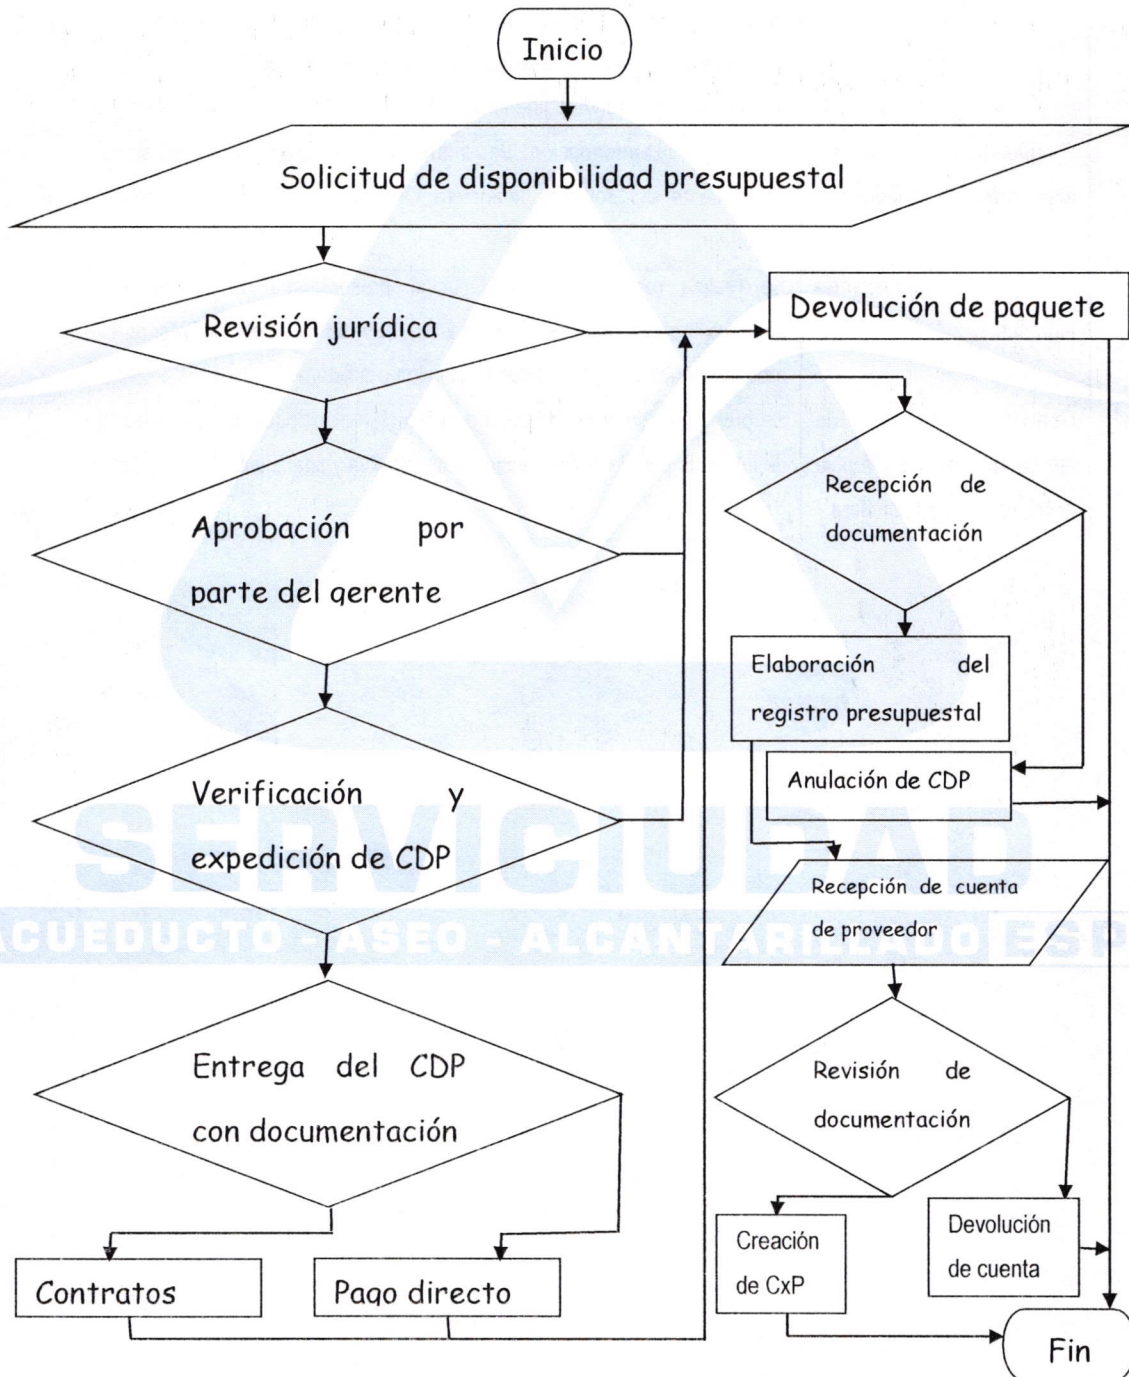 Inicio
Solicitud de disponibilidad presupuestal
Revisión jurídica
Devolución de paquete
Aprobación por
parte del gerente
Verificación y
expedición de CDP
Entrega del CDP
con documentación
Contratos
Pago directo
Recepción de
documentación
Elaboración del
registro presupuestal
Anulación de CDP
Recepción de cuenta
de proveedor
Revisión de
documentación
Creación
de CxP
Devolución
de cuenta
Fin
SERVICIUDAD
ACUEDUCTO - ASEO - ALCANTARILLADO ESP